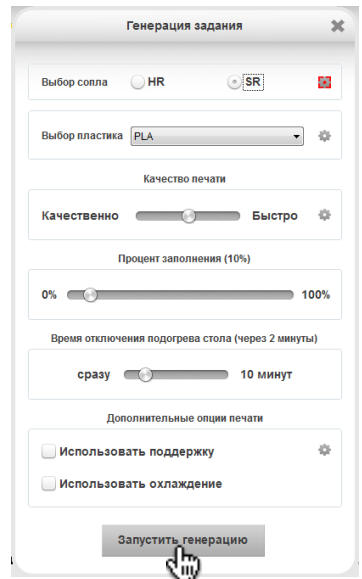 Генерация задания
Выбор сопла HR SR
Выбор пластика PLA
Качество печати
Качественно Быстро
Процент заполнения (10%)
0% 100%
Время отключения подогрева стола (через 2 минуты)
сразу 10 минут
Дополнительные опции печати
Использовать поддержку
Использовать охлаждение
Запустить генерацию